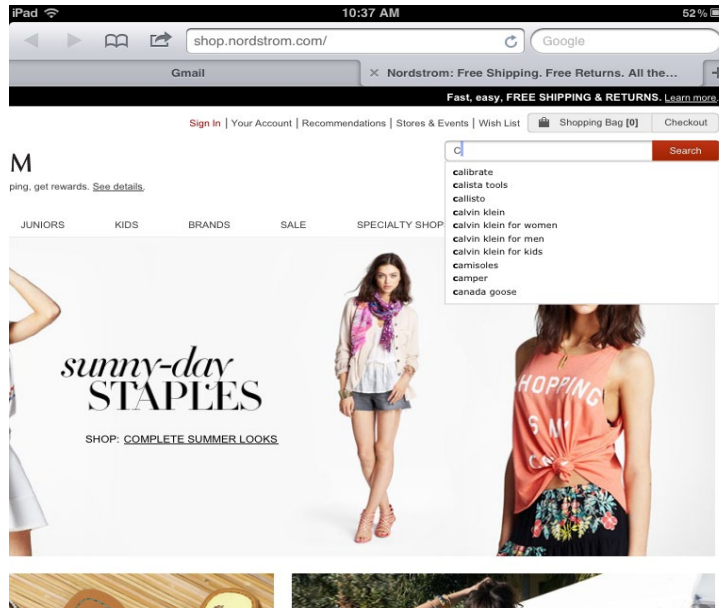 iPad 10:37 AM 52%
shop.nordstrom.com/ Google
Gmail Nordstrom: Free Shipping. Free Returns. All the...
Fast, easy, FREE SHIPPING & RETURNS. Learn more.
Sign In | Your Account | Recommendations | Stores & Events | Wish List Shopping Bag [0] Checkout
M
C Search
ping, get rewards. See details.
calibrate
calista tools
callisto
calvin klein
calvin klein for women
calvin klein for men
calvin klein for kids
camisoles
camper
canada goose
JUNIORS KIDS BRANDS SALE SPECIALTY SHOP
sunny-day
STAPLES
SHOP: COMPLETE SUMMER LOOKS
HOPPING